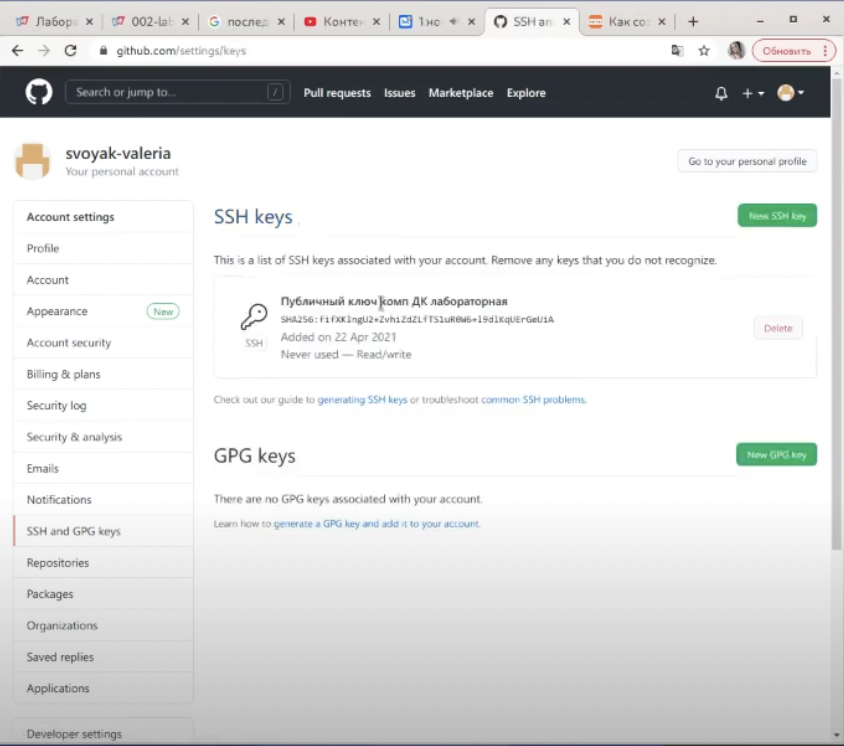 Лабора
002-lab
послед
Контен
1но
SSH an
Как со
github.com/settings/keys
Обновить
Search or jump to...
/
Pull requests
Issues
Marketplace
Explore
svoyak-valeria
Your personal account
Go to your personal profile
Account settings
Profile
Account
Appearance
New
Account security
Billing & plans
Security log
Security & analysis
Emails
Notifications
SSH and GPG keys
Repositories
Packages
Organizations
Saved replies
Applications
Developer settings
SSH keys
New SSH key
This is a list of SSH keys associated with your account. Remove any keys that you do not recognize.
Публичный ключ комп ДК лабораторная
SSH
Added on 22 Apr 2021
Never used — Read/write
Delete
Check out our guide to generating SSH keys or troubleshoot common SSH problems.
GPG keys
New GPG key
There are no GPG keys associated with your account.
Learn how to generate a GPG key and add it to your account.